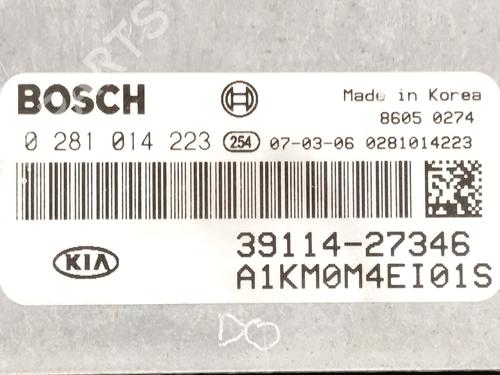 BOSCH
Made in Korea
8605 0274
0 281 014 223 254 07-03-06 0281014223
KIA
39114-27346
A1KM0M4EI01S
DO